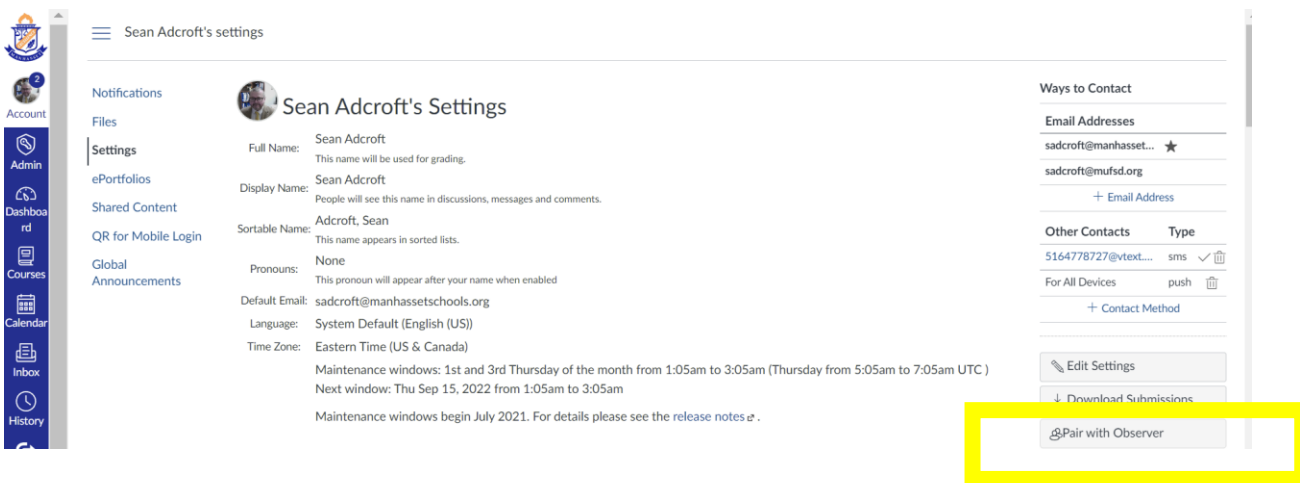 Sean Adcroft's settings
2
Account
Admin
Dashboa
rd
Courses
Calendar
Inbox
History
Notifications
Files
Settings
ePortfolios
Shared Content
QR for Mobile Login
Global
Announcements
Sean Adcroft's Settings
Full Name: Sean Adcroft
This name will be used for grading.
Display Name: Sean Adcroft
People will see this name in discussions, messages and comments.
Sortable Name: Adcroft, Sean
This name appears in sorted lists.
Pronouns: None
This pronoun will appear after your name when enabled
Default Email: sadcroft@manhassetschools.org
Language: System Default (English (US))
Time Zone: Eastern Time (US & Canada)
Maintenance windows: 1st and 3rd Thursday of the month from 1:05am to 3:05am (Thursday from 5:05am to 7:05am UTC )
Next window: Thu Sep 15, 2022 from 1:05am to 3:05am
Maintenance windows begin July 2021. For details please see the release notes .
Ways to Contact
Email Addresses
sadcroft@manhasset... ★
sadcroft@mufsd.org
+ Email Address
Other Contacts Type
5164778727@vtext.... sms
For All Devices push
+ Contact Method
Edit Settings
Download Submissions
Pair with Observer